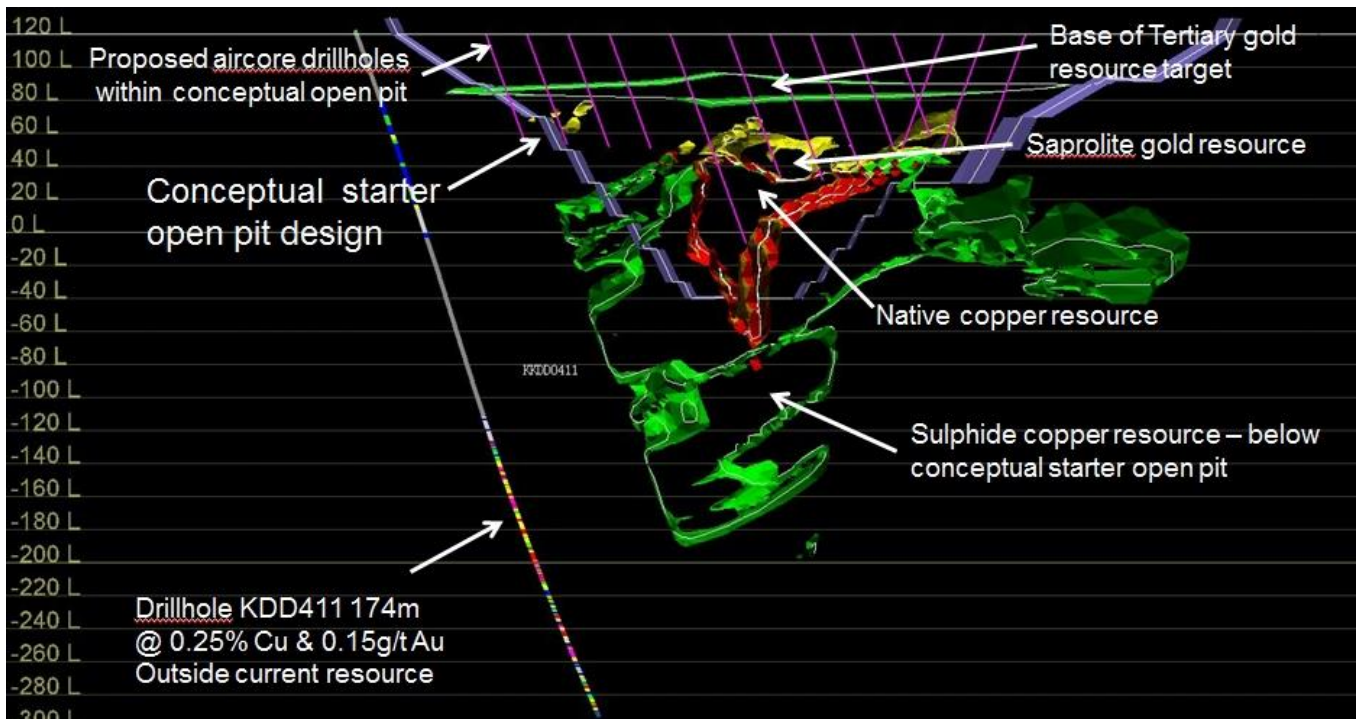 120 L
100 L
80 L
60 L
40 L
20 L
0 L
-20 L
-40 L
-60 L
-80 L
-100 L
-120 L
-140 L
-160 L
-180 L
-200 L
-220 L
-240 L
-260 L
-280 L
-300 L
Proposed aircore drillholes
within conceptual open pit
Base of Tertiary gold
resource target
Saprolite gold resource
Conceptual starter
open pit design
Native copper resource
KKDD0411
Sulphide copper resource – below
conceptual starter open pit
Drillhole KDD411 174m
@ 0.25% Cu & 0.15g/t Au
Outside current resource